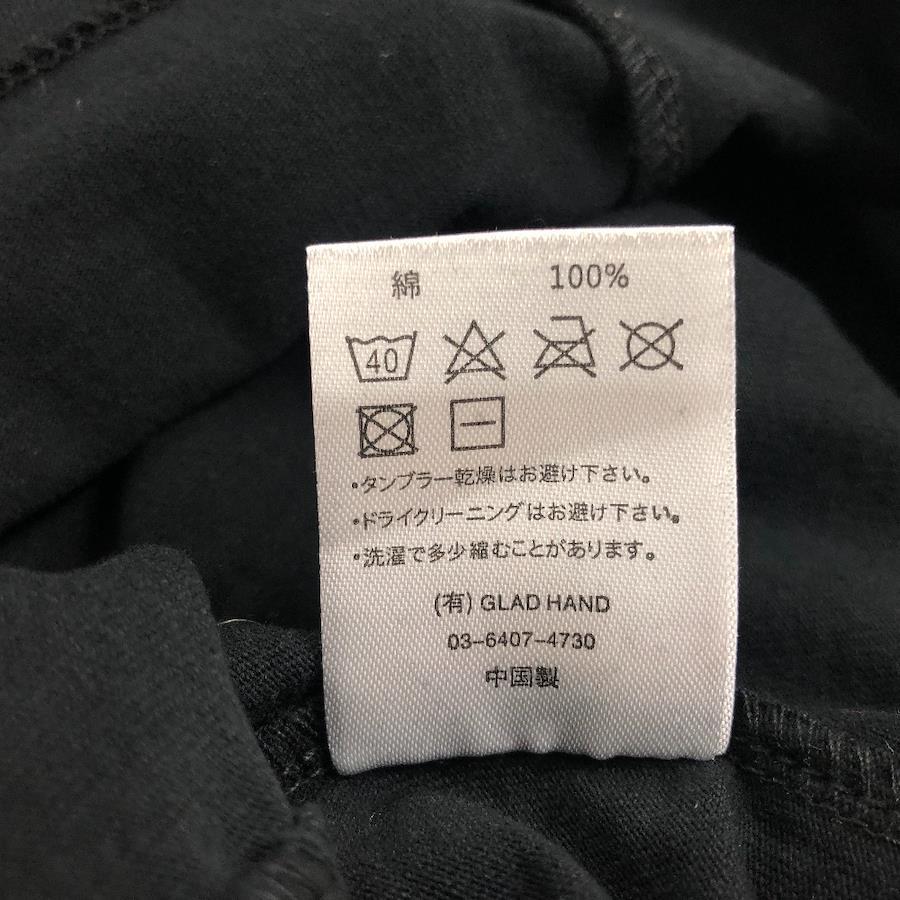 綿 100%
40
・タンブラー乾燥はお避け下さい。
・ドライクリーニングはお避け下さい。
・洗濯で多少縮むことがあります。
(有) GLAD HAND
03-6407-4730
中国製